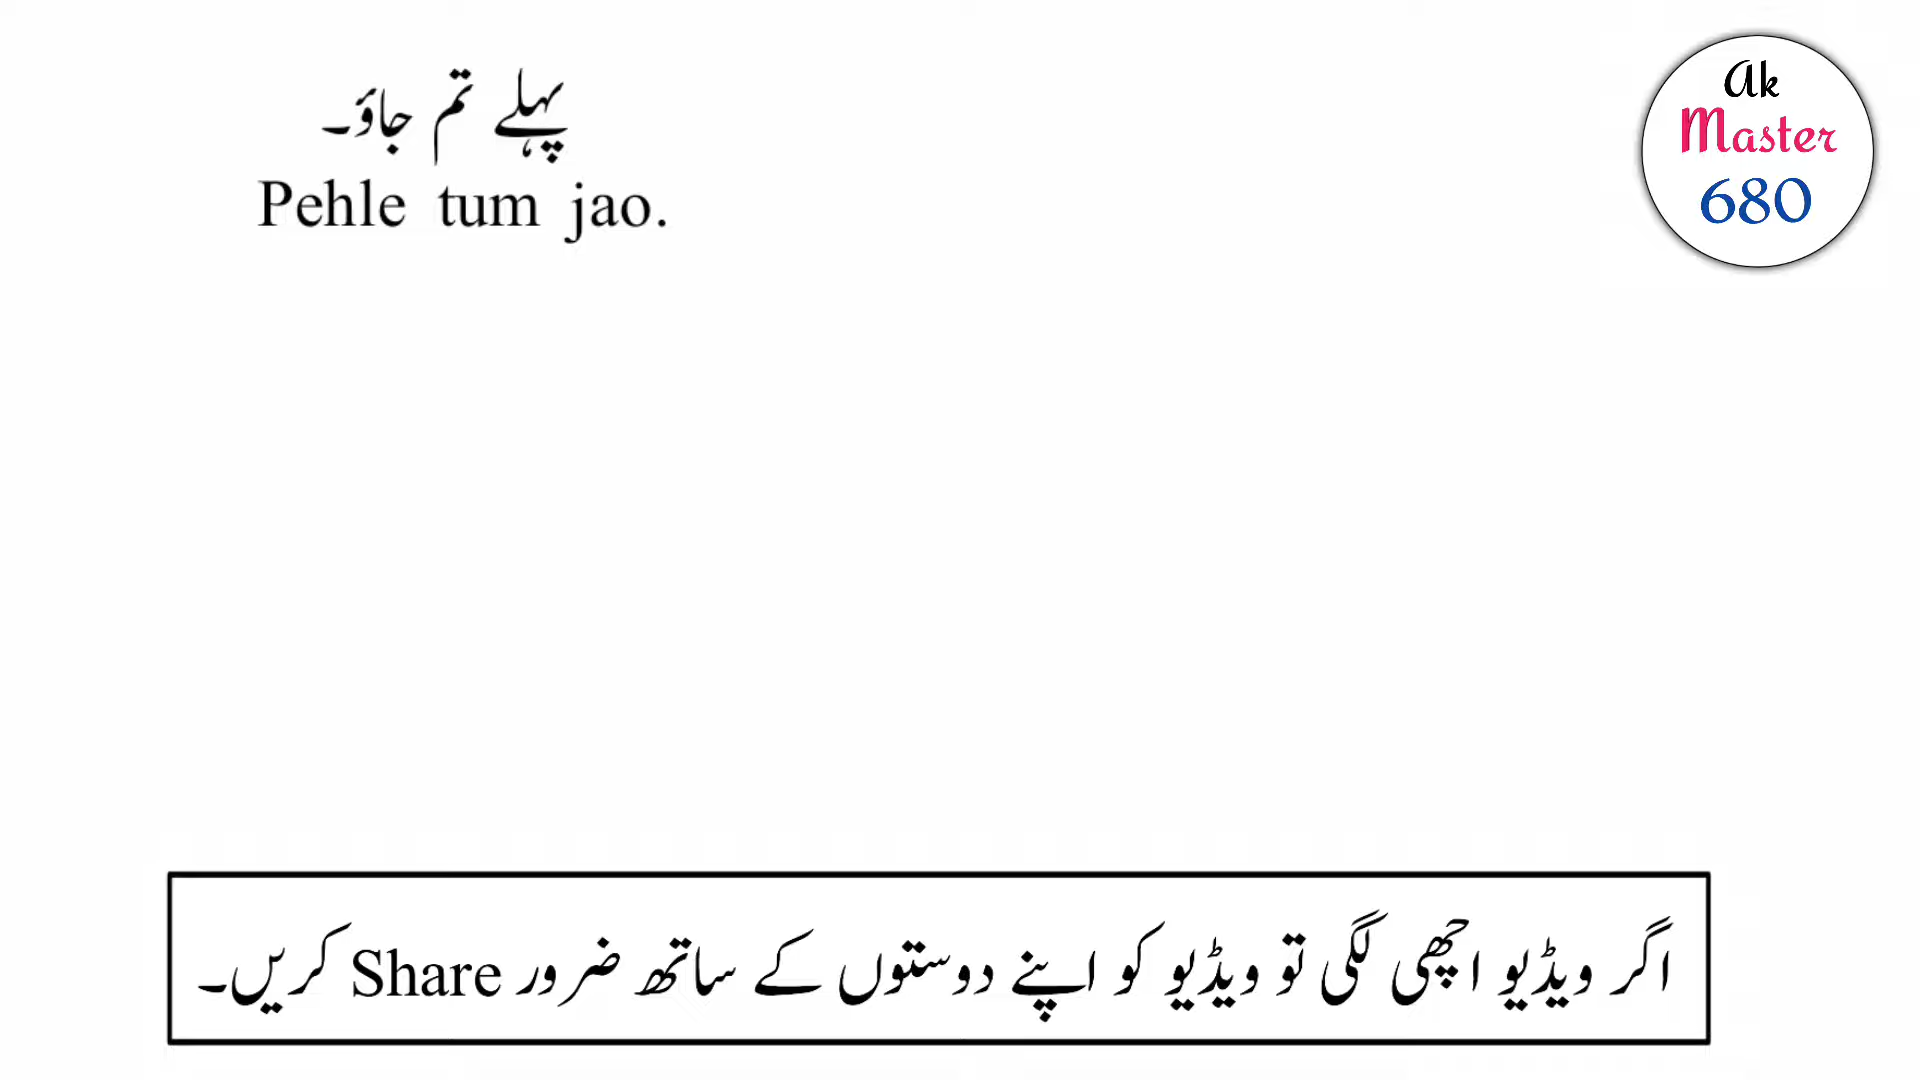 پہلے تم جاؤ۔
Pehle tum jao.
Ak
Master
680
اگر ویڈیو اچھی لگی تو ویڈیو کو اپنے دوستوں کے ساتھ ضرور Share کریں۔